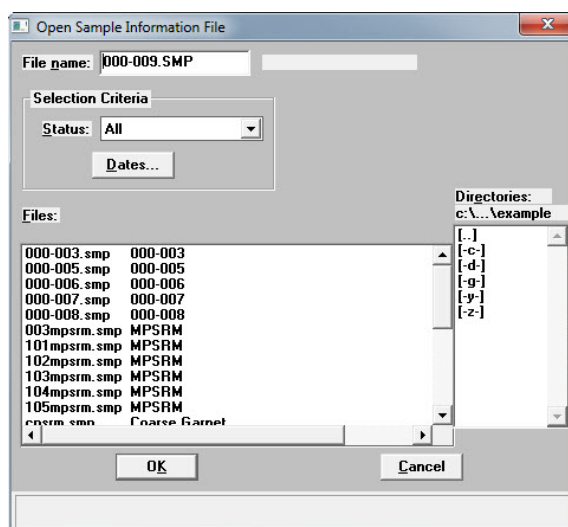 Open Sample Information File
File name: 000-009.SMP
Selection Criteria
Status: All
Dates...
Directories:
c:\...\example
Files:
000-003.smp 000-003
000-005.smp 000-005
000-006.smp 000-006
000-007.smp 000-007
000-008.smp 000-008
003mpsrm.smp MPSRM
101mpsrm.smp MPSRM
102mpsrm.smp MPSRM
103mpsrm.smp MPSRM
104mpsrm.smp MPSRM
105mpsrm.smp MPSRM
cpsrm.smp Coarse Garnet
[..]
[-c-]
[-d-]
[-g-]
[-y-]
[-z-]
OK
Cancel